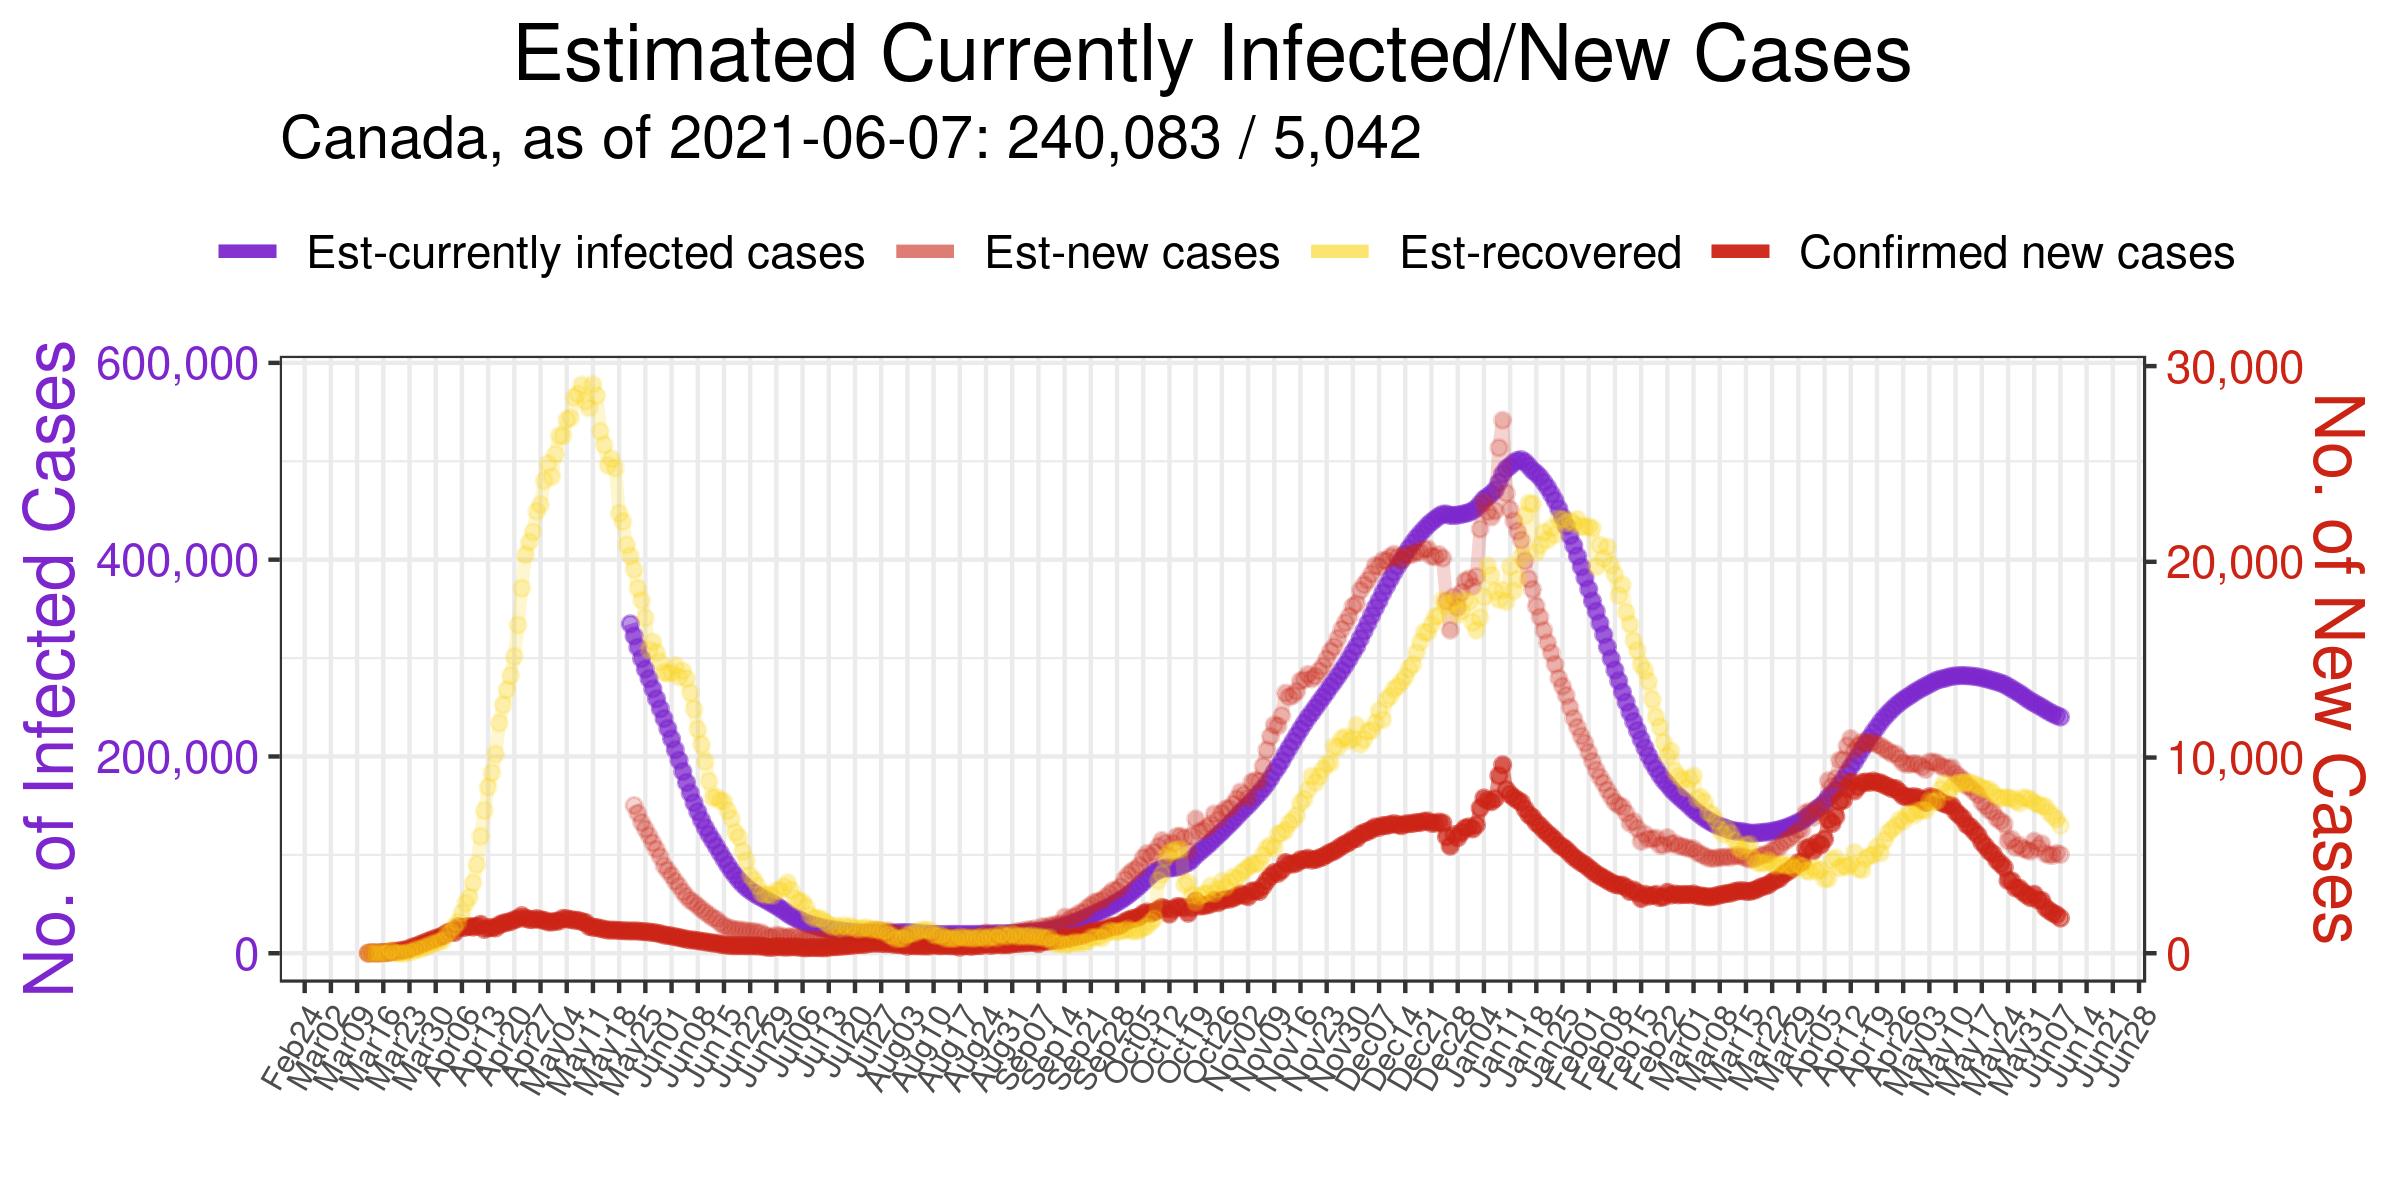 Estimated Currently Infected/New Cases
Canada, as of 2021-06-07: 240,083 / 5,042
Est-currently infected cases Est-new cases Est-recovered Confirmed new cases
No. of Infected Cases
600,000
400,000
200,000
0
30,000
20,000
10,000
0
No. of New Cases
Feb24 Mar02 Mar09 Mar16 Mar23 Mar30 Apr06 Apr13 Apr20 Apr27 May04 May11 May18 May25 Jun01 Jun08 Jun15 Jun22 Jun29 Jul06 Jul13 Jul20 Jul27 Aug03 Aug10 Aug17 Aug24 Aug31 Sep07 Sep14 Sep21 Sep28 Oct05 Oct12 Oct19 Oct26 Nov02 Nov09 Nov16 Nov23 Nov30 Dec07 Dec14 Dec21 Dec28 Jan04 Jan11 Jan18 Jan25 Feb01 Feb08 Feb15 Feb22 Mar01 Mar08 Mar15 Mar22 Mar29 Apr05 Apr12 Apr19 Apr26 May03 May10 May17 May24 May31 Jun07 Jun14 Jun21 Jun28